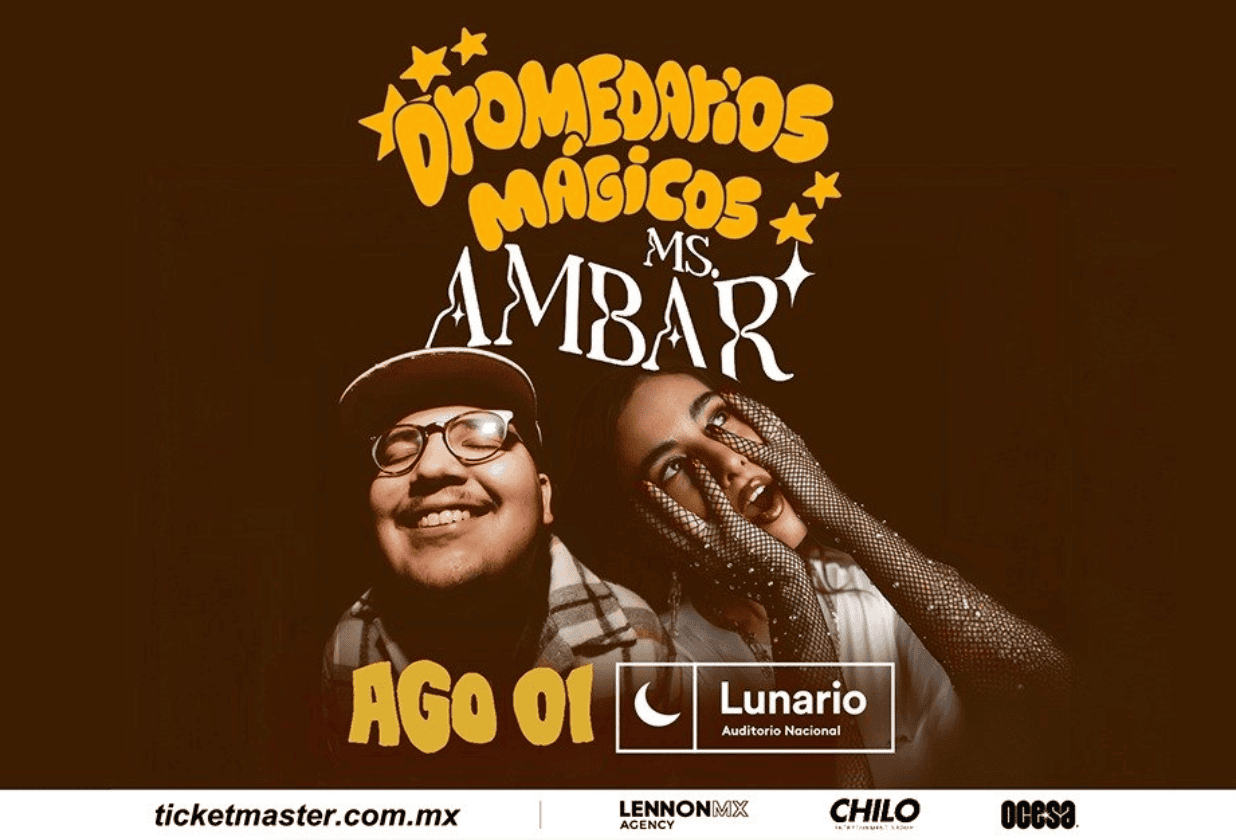 DrOMEDArios
MÁGiCOS
MS.
AMBAR
AGO 01
Lunario
Auditorio Nacional
ticketmaster.com.mx
LENNONMX
AGENCY
CHILO
ocesa